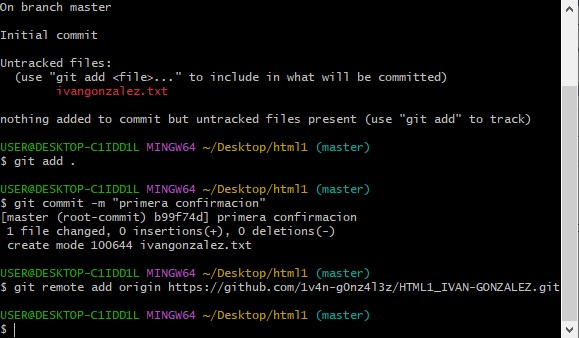 On branch master
Initial commit
Untracked files:
(use "git add <file>..." to include in what will be committed)
ivangonzalez.txt
nothing added to commit but untracked files present (use "git add" to track)
USER@DESKTOP-C1IDD1L MINGW64 ~/Desktop/html1 (master)
$ git add .
USER@DESKTOP-C1IDD1L MINGW64 ~/Desktop/html1 (master)
$ git commit -m "primera confirmacion"
[master (root-commit) b99f74d] primera confirmacion
1 file changed, 0 insertions(+), 0 deletions(-)
create mode 100644 ivangonzalez.txt
USER@DESKTOP-C1IDD1L MINGW64 ~/Desktop/html1 (master)
$ git remote add origin https://github.com/1v4n-g0nz4l3z/HTML1_IVAN-GONZALEZ.git
USER@DESKTOP-C1IDD1L MINGW64 ~/Desktop/html1 (master)
$